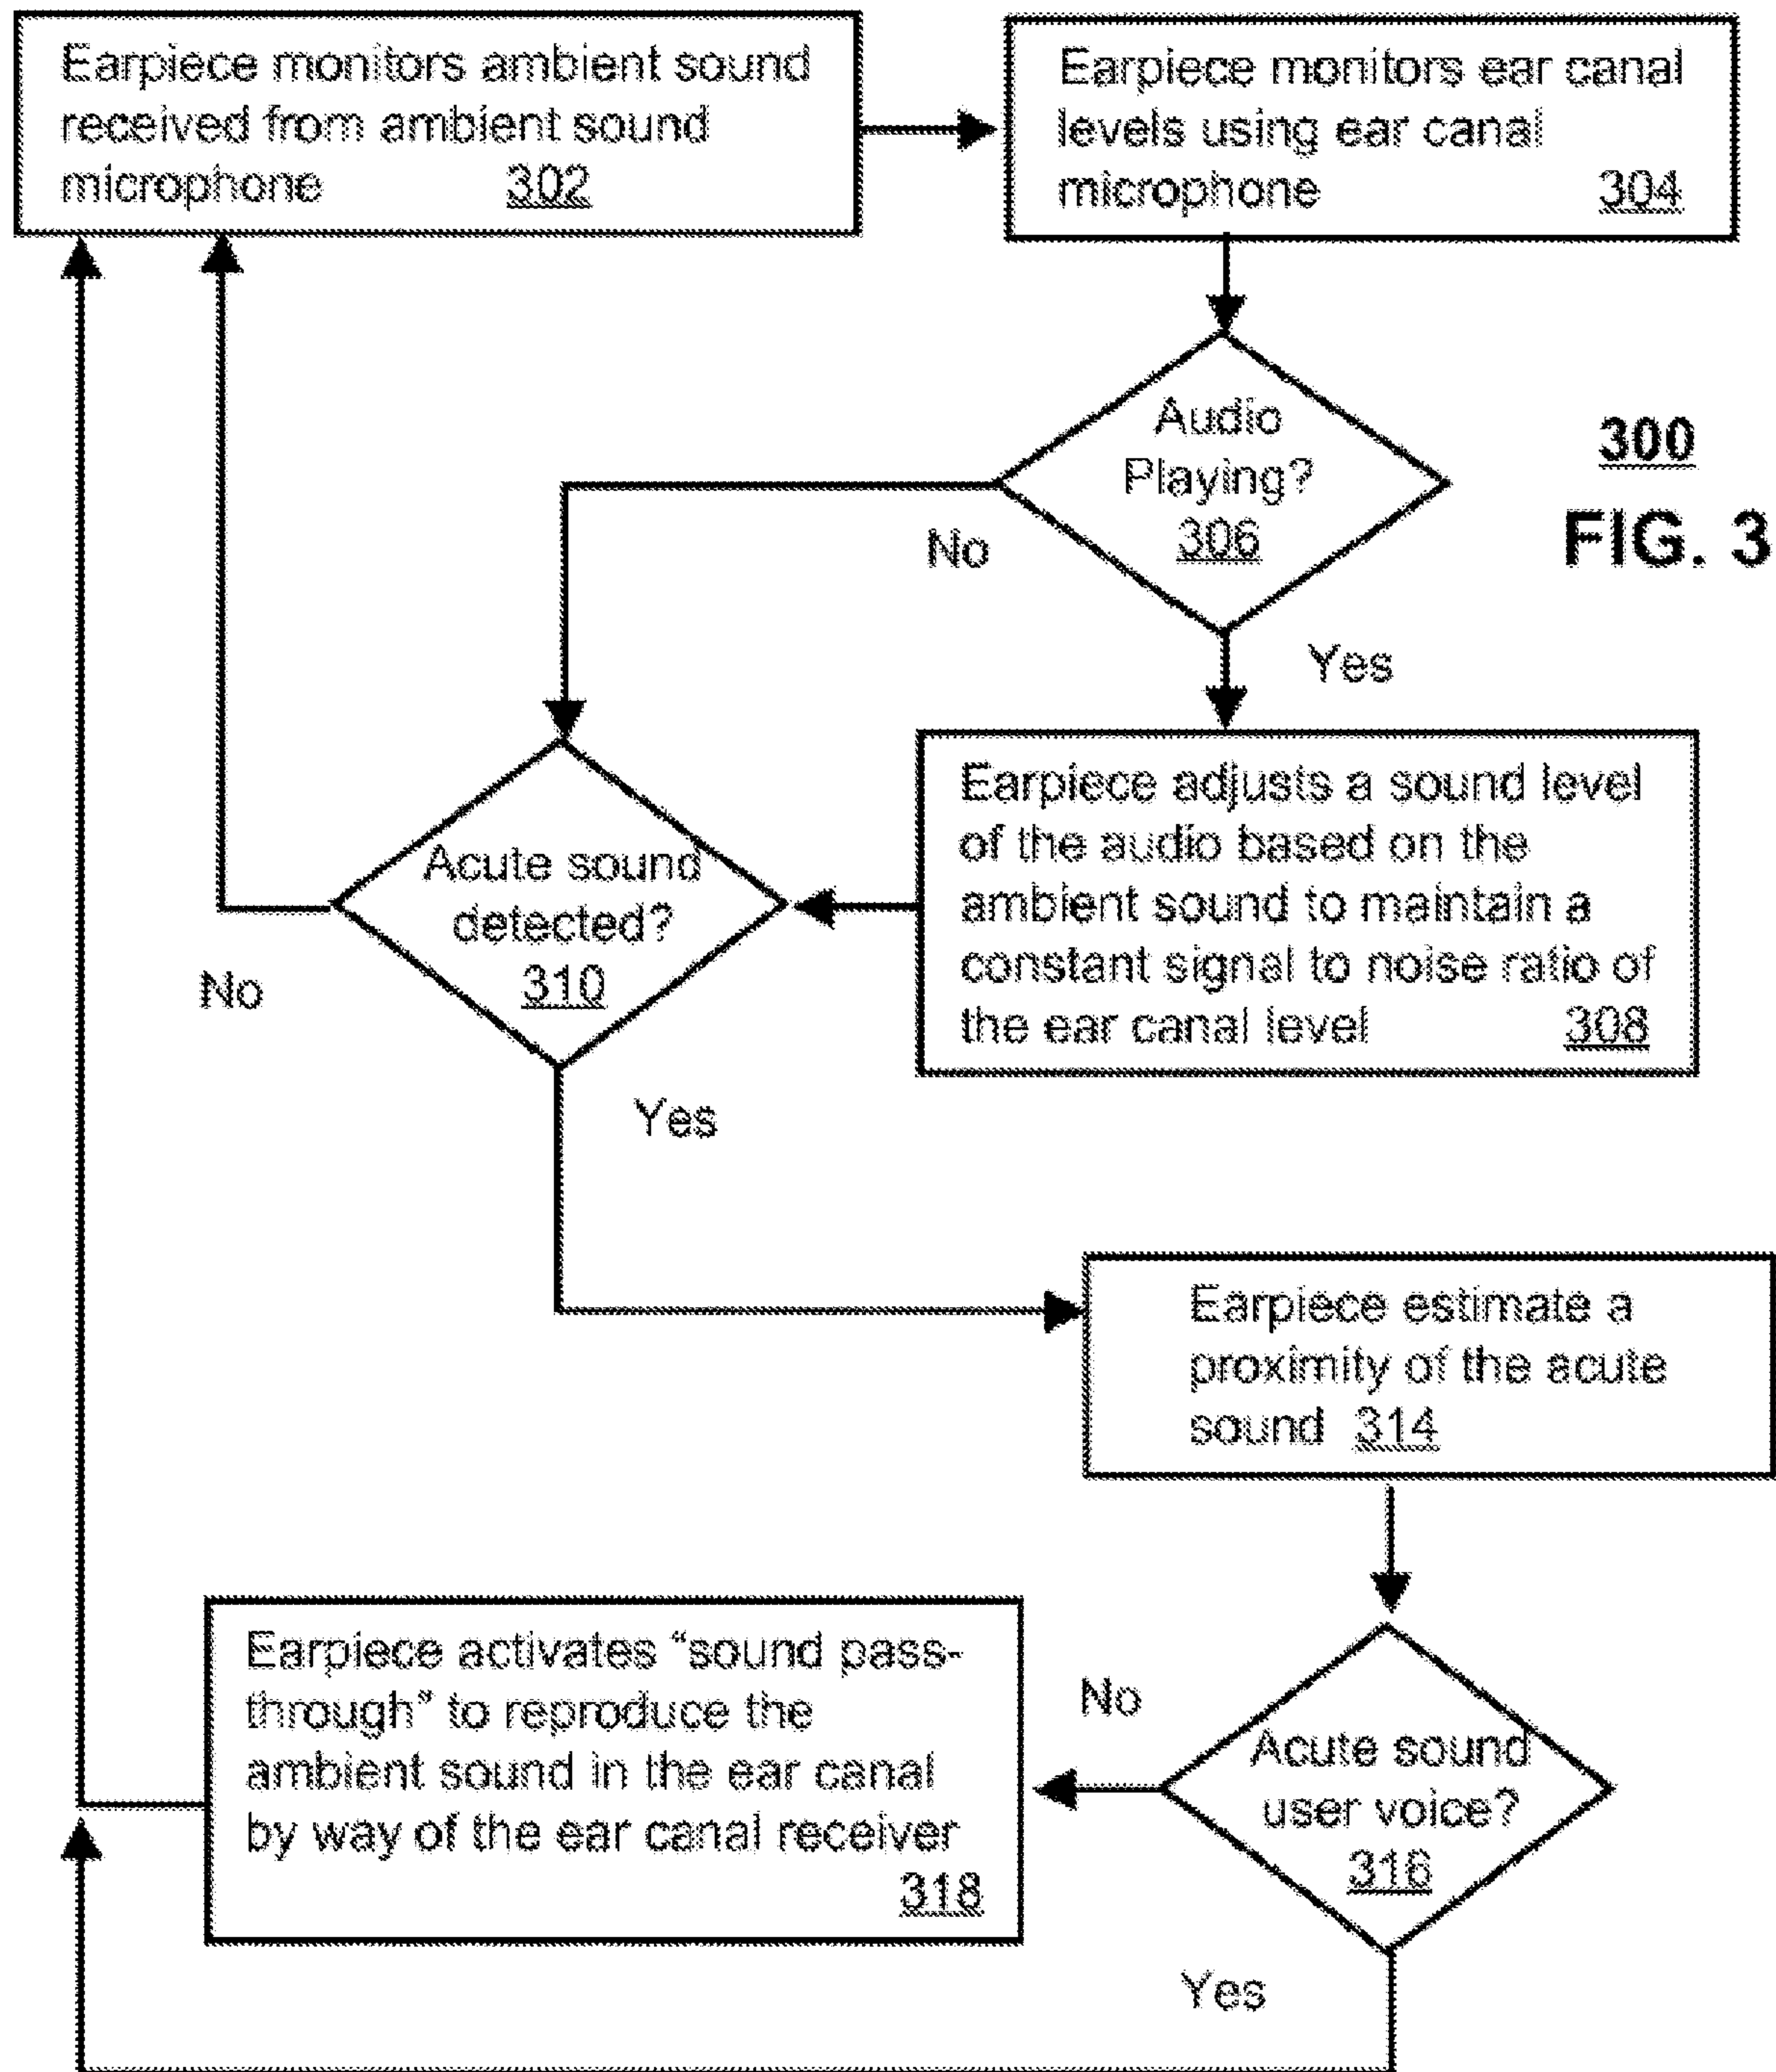 Earpiece monitors ambient sound
received from ambient sound
microphone 302
Earpiece monitors ear canal
levels using ear canal
microphone 304
Audio
Playing?
306
300
FIG. 3
No
Yes
Earpiece adjusts a sound level
of the audio based on the
ambient sound to maintain a
constant signal to noise ratio of
the ear canal level 308
Acute sound
detected?
310
No
Yes
Earpiece estimate a
proximity of the acute
sound 314
Earpiece activates “sound pass-
through” to reproduce the
ambient sound in the ear canal
by way of the ear canal receiver
318
No
Acute sound
user voice?
316
Yes